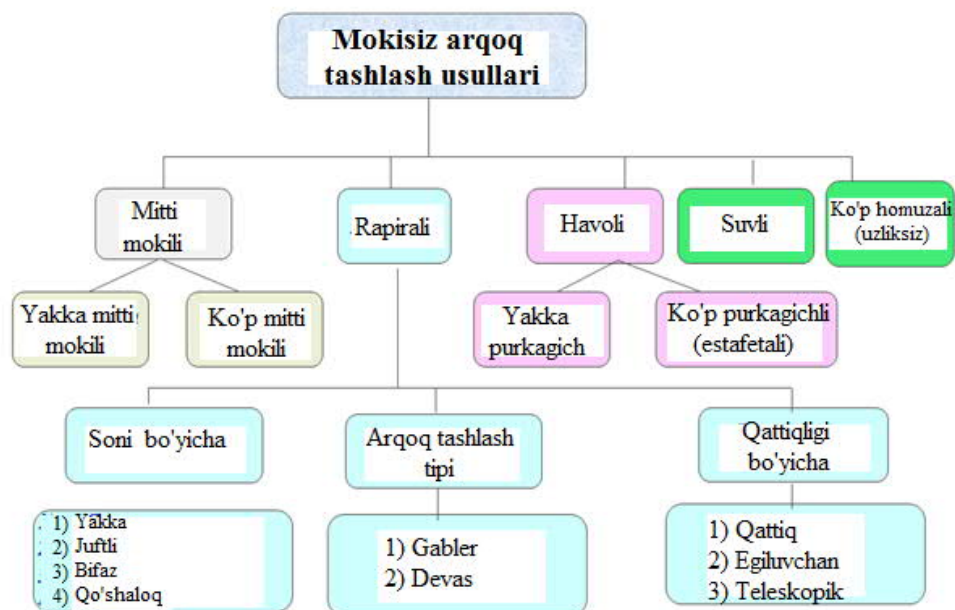 Mokisiz arqoq
tashlash usullari
Mitti
mokili
Rapirali
Havoli
Suvli
Ko'p homuzali
(uzliksiz)
Yakka mitti
mokili
Ko'p mitti
mokili
Yakka
purkagich
Ko'p purkagichli
(estafetali)
Soni bo'yicha
Arqoq tashlash
tipi
Qattiqligi
bo'yicha
1) Yakka
2) Juftli
3) Bifaz
4) Qo'shaloq
1) Gabler
2) Devas
1) Qattiq
2) Egiluvchan
3) Teleskopik